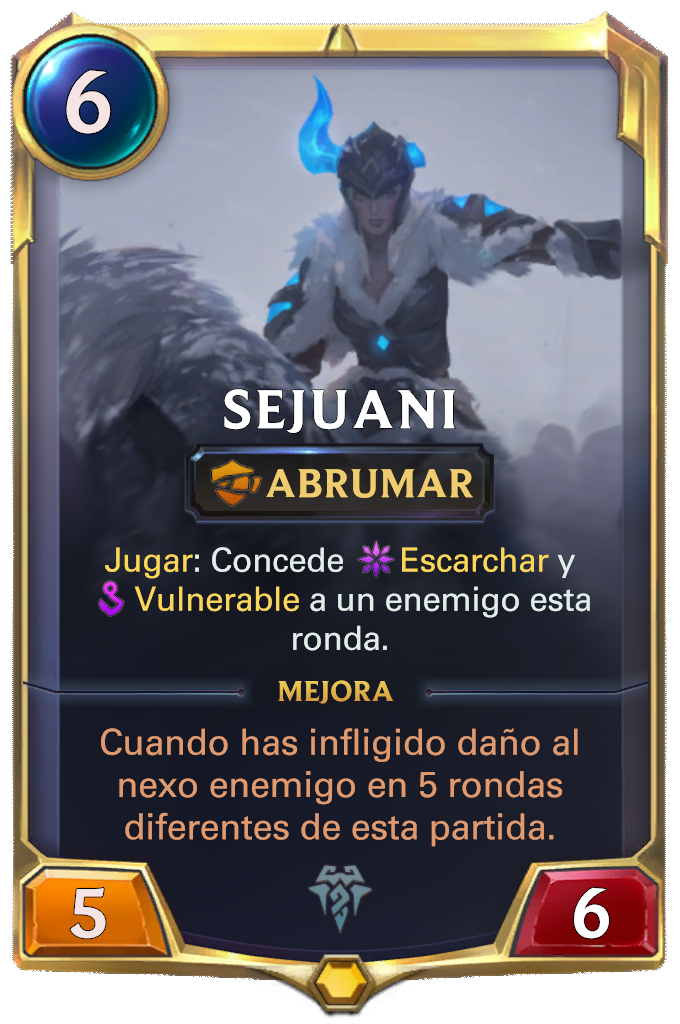 6
SEJUANI
ABRUMAR
Jugar: Concede Escarchar y
Vulnerable a un enemigo esta
ronda.
MEJORA
Cuando has infligido daño al
nexo enemigo en 5 rondas
diferentes de esta partida.
5
6